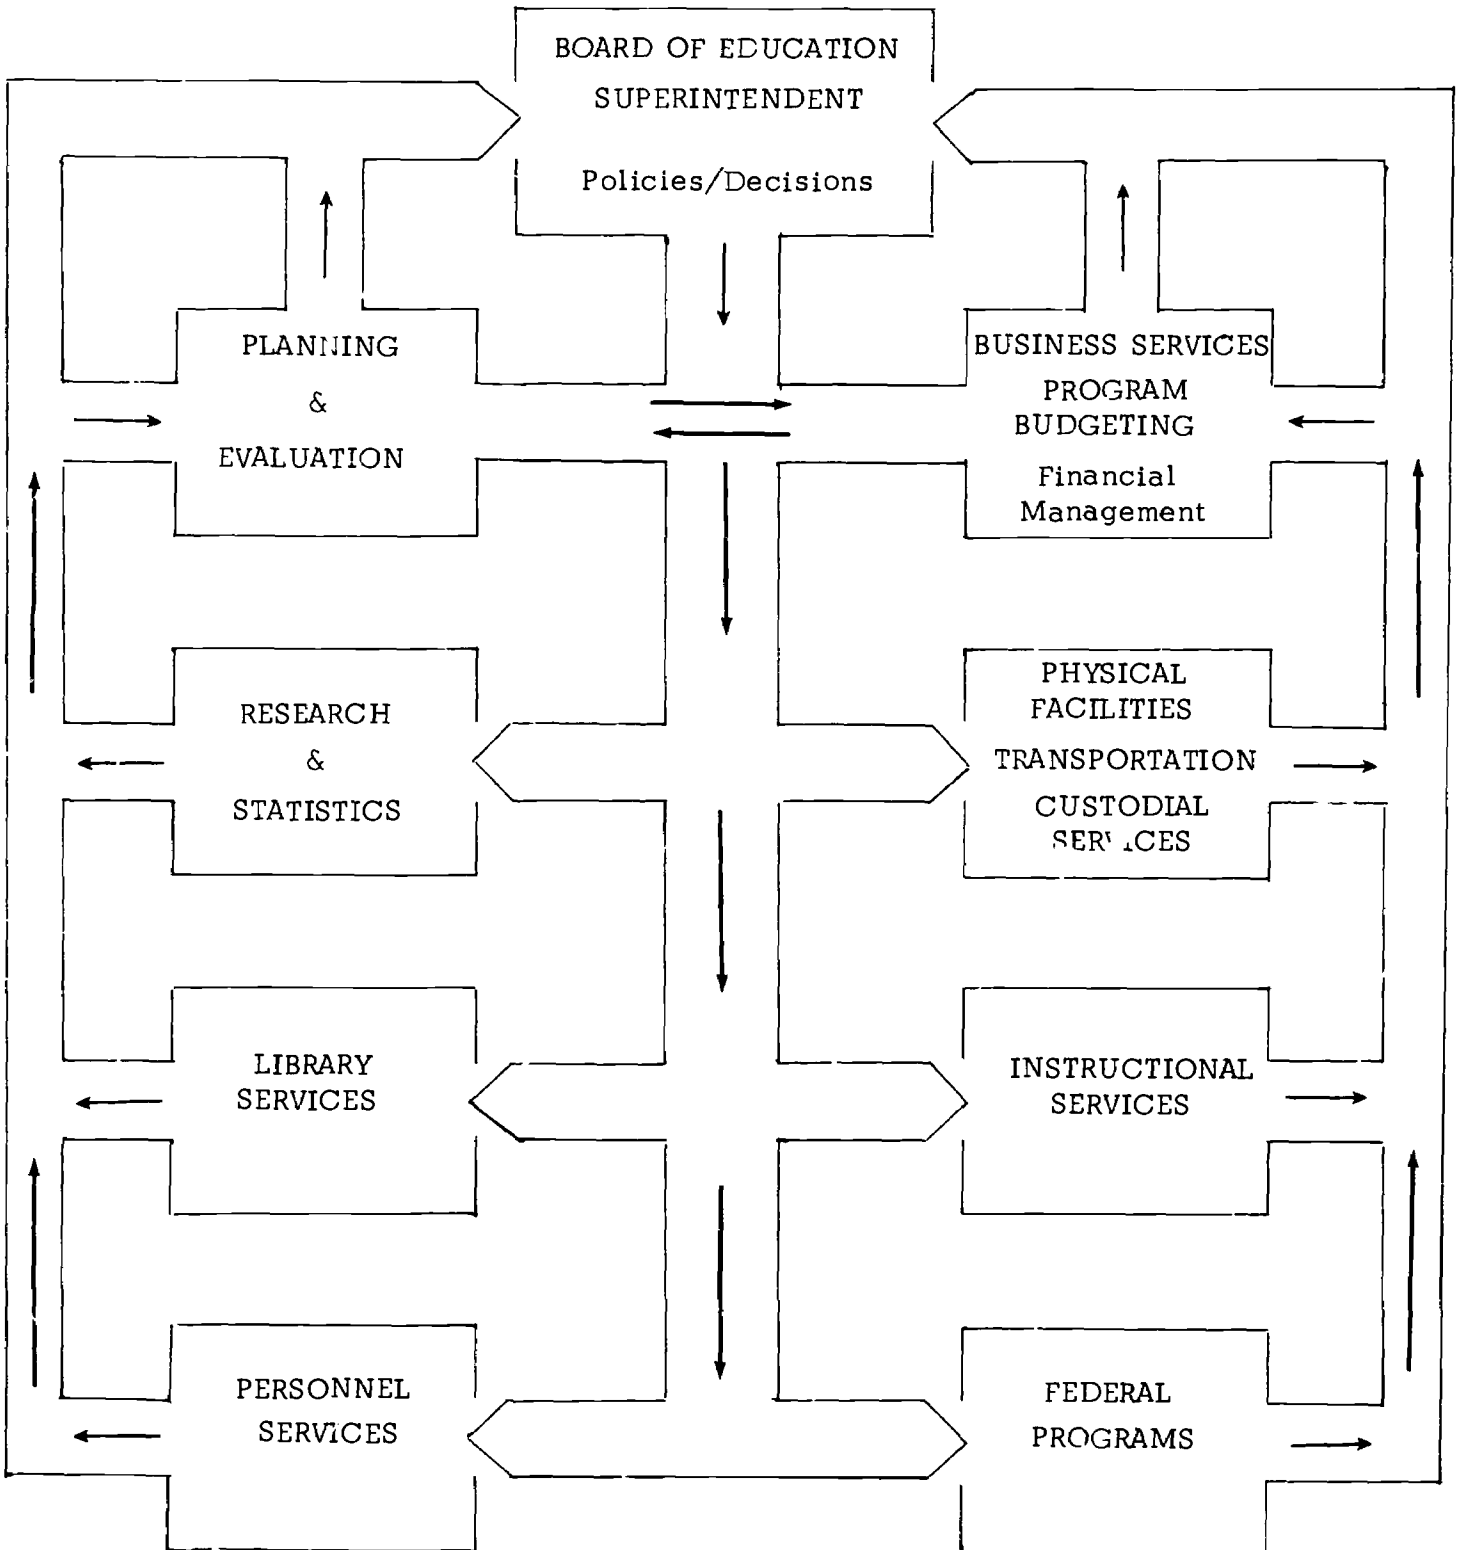 BOARD OF EDUCATION
SUPERINTENDENT
Policies/Decisions
PLANNING
&
EVALUATION
BUSINESS SERVICES
PROGRAM
BUDGETING
Financial
Management
RESEARCH
&
STATISTICS
PHYSICAL
FACILITIES
TRANSPORTATION
CUSTODIAL
SERVICES
LIBRARY
SERVICES
INSTRUCTIONAL
SERVICES
PERSONNEL
SERVICES
FEDERAL
PROGRAMS